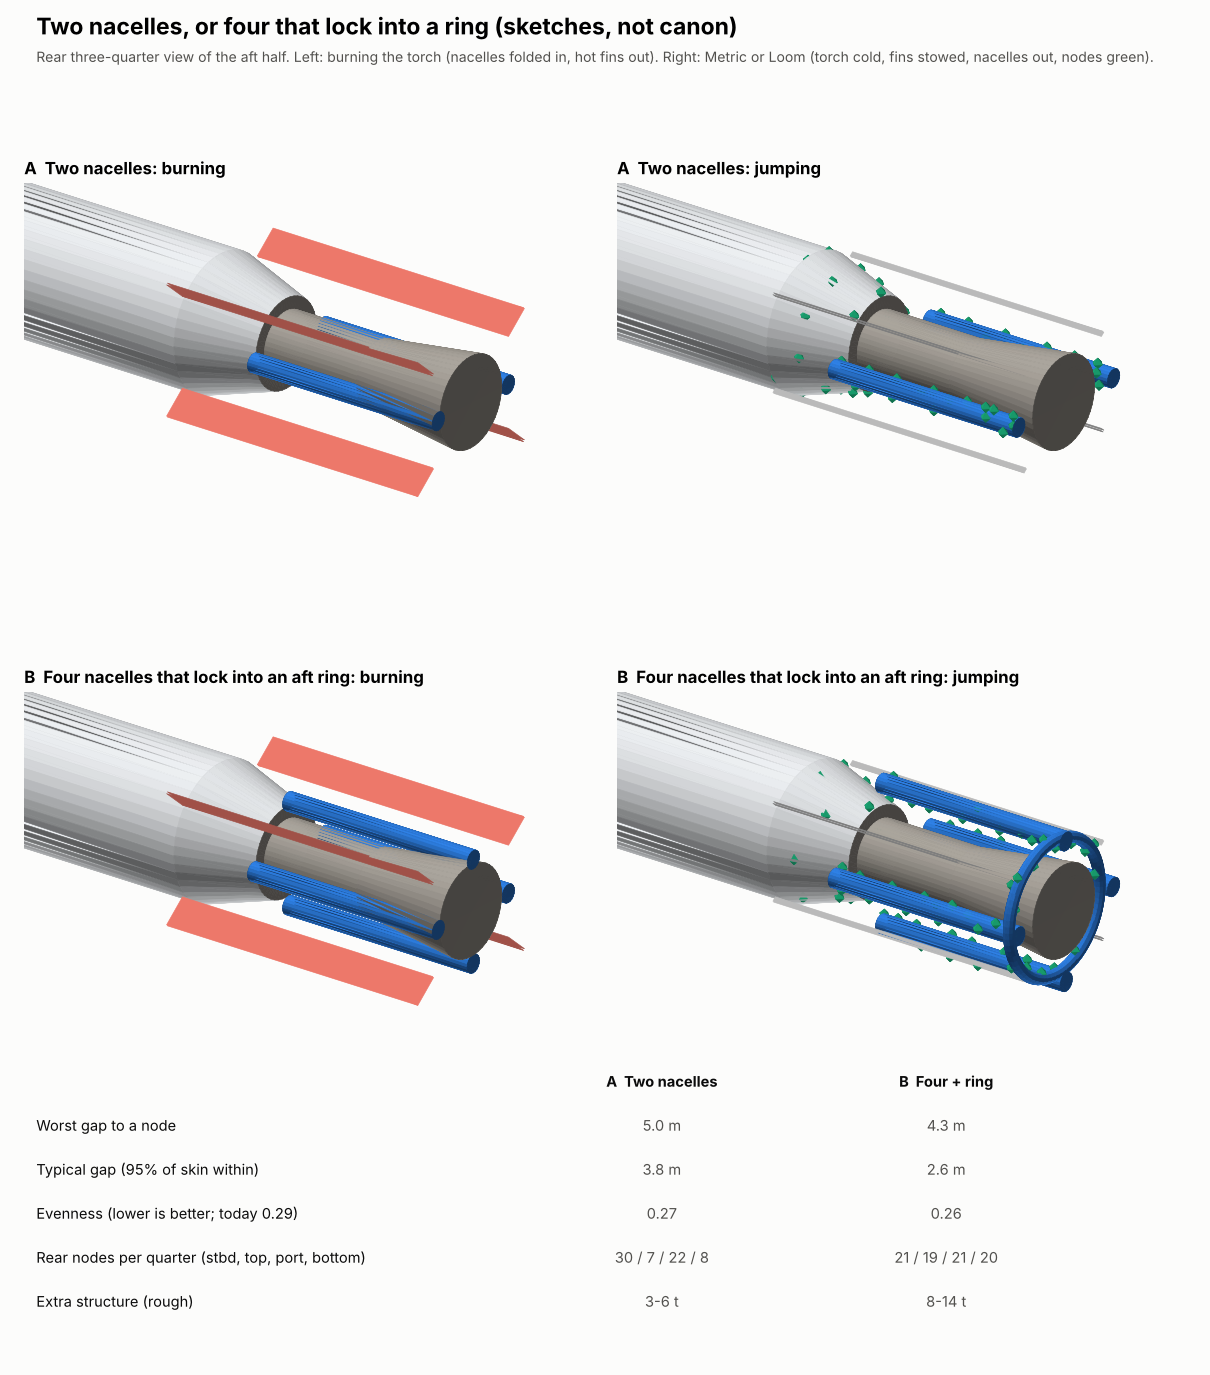 Two nacelles, or four that lock into a ring (sketches, not canon)
Rear three-quarter view of the aft half. Left: burning the torch (nacelles folded in, hot fins out). Right: Metric or Loom (torch cold, fins stowed, nacelles out, nodes green).
A Two nacelles: burning
A Two nacelles: jumping
B Four nacelles that lock into an aft ring: burning
B Four nacelles that lock into an aft ring: jumping
A Two nacelles B Four + ring
Worst gap to a node 5.0 m 4.3 m
Typical gap (95% of skin within) 3.8 m 2.6 m
Evenness (lower is better; today 0.29) 0.27 0.26
Rear nodes per quarter (stbd, top, port, bottom) 30 / 7 / 22 / 8 21 / 19 / 21 / 20
Extra structure (rough) 3-6 t 8-14 t